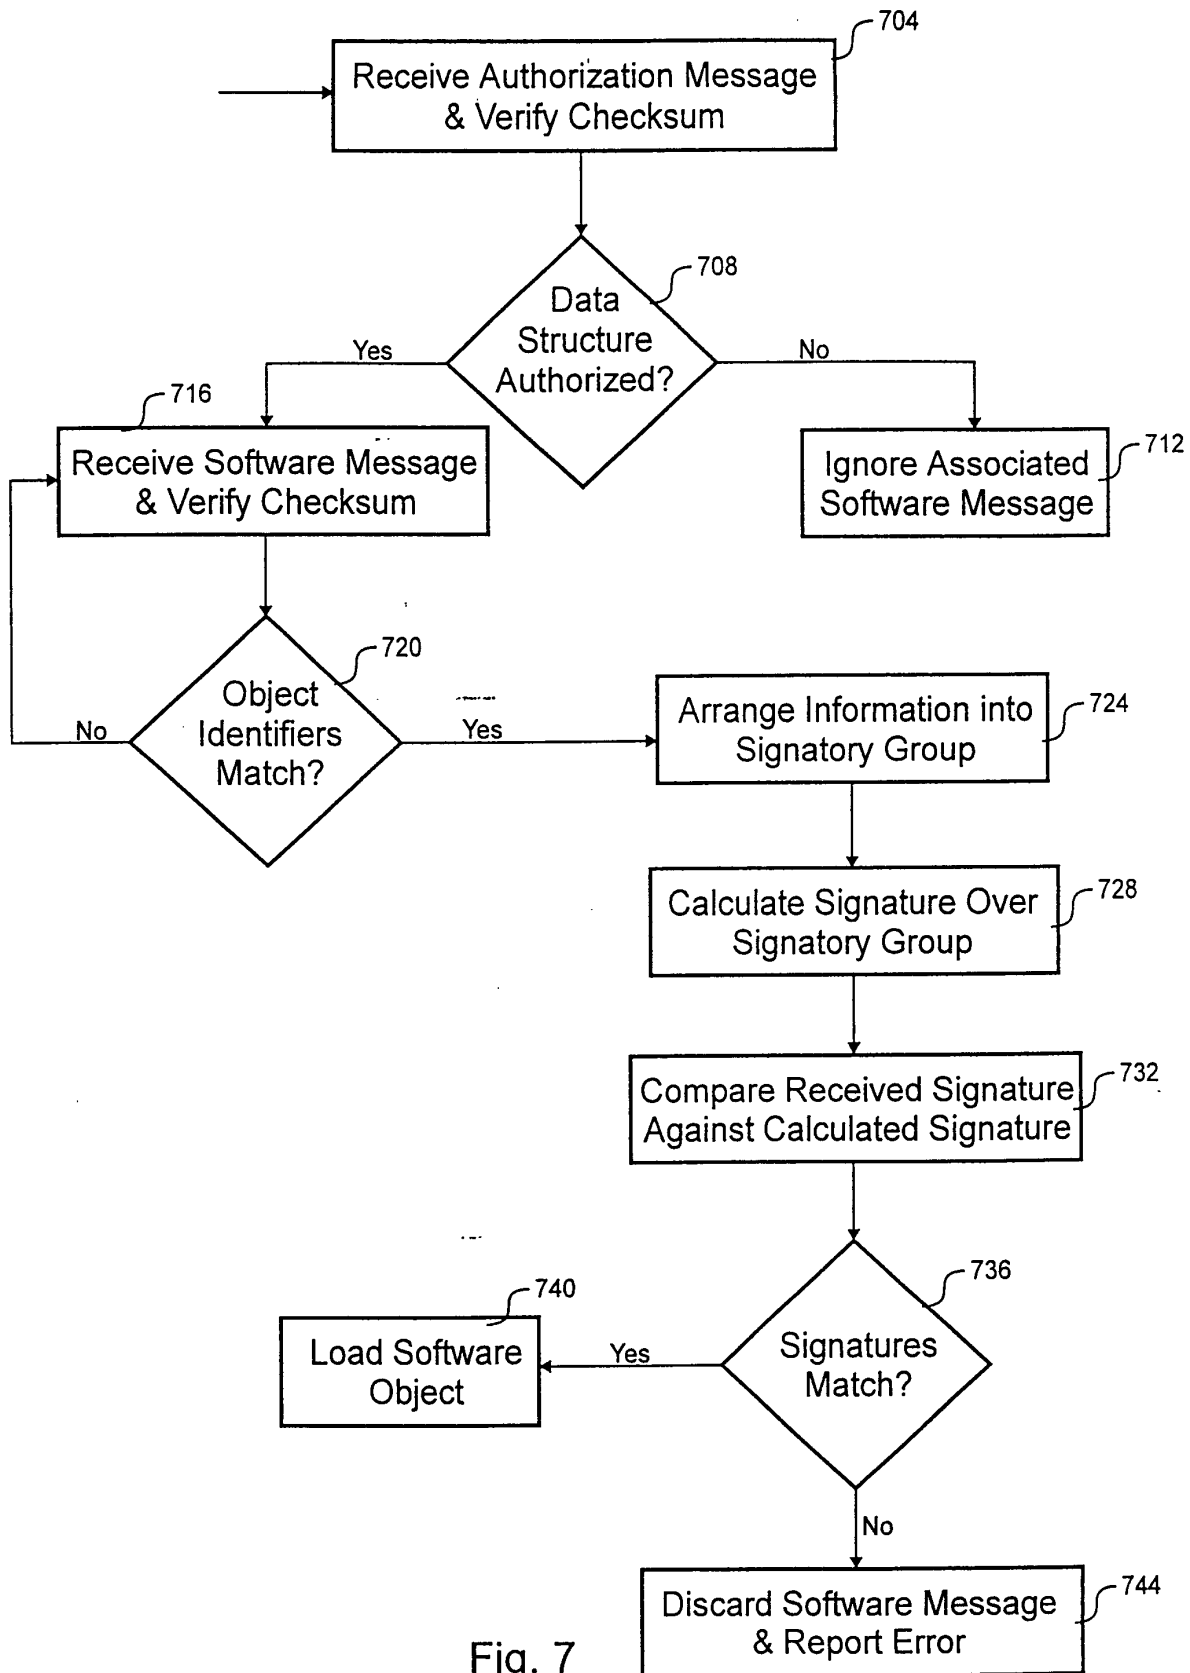 704
Receive Authorization Message
& Verify Checksum
708
Data
Structure
Authorized?
Yes
No
716
Receive Software Message
& Verify Checksum
712
Ignore Associated
Software Message
720
Object
Identifiers
Match?
No
Yes
724
Arrange Information into
Signatory Group
728
Calculate Signature Over
Signatory Group
732
Compare Received Signature
Against Calculated Signature
736
Signatures
Match?
740
Load Software
Object
Yes
No
744
Discard Software Message
& Report Error
Fig. 7